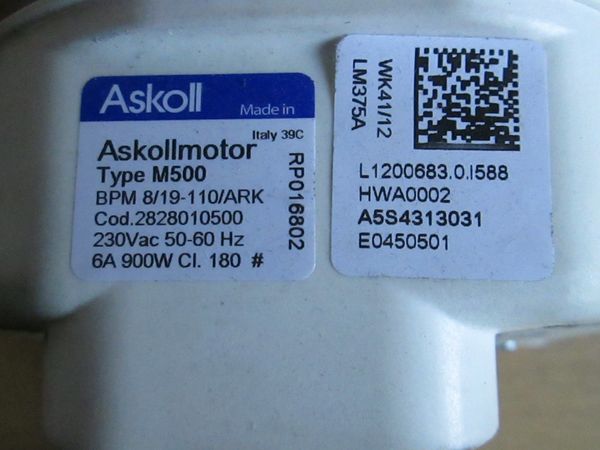 Askoll
Made in
Italy 39C
Askollmotor
Type M500
BPM 8/19-110/ARK
Cod.2828010500
230Vac 50-60 Hz
6A 900W Cl. 180 #
RP016802
WK41/12
LM375A
L1200683.0.I588
HWA0002
A5S4313031
E0450501